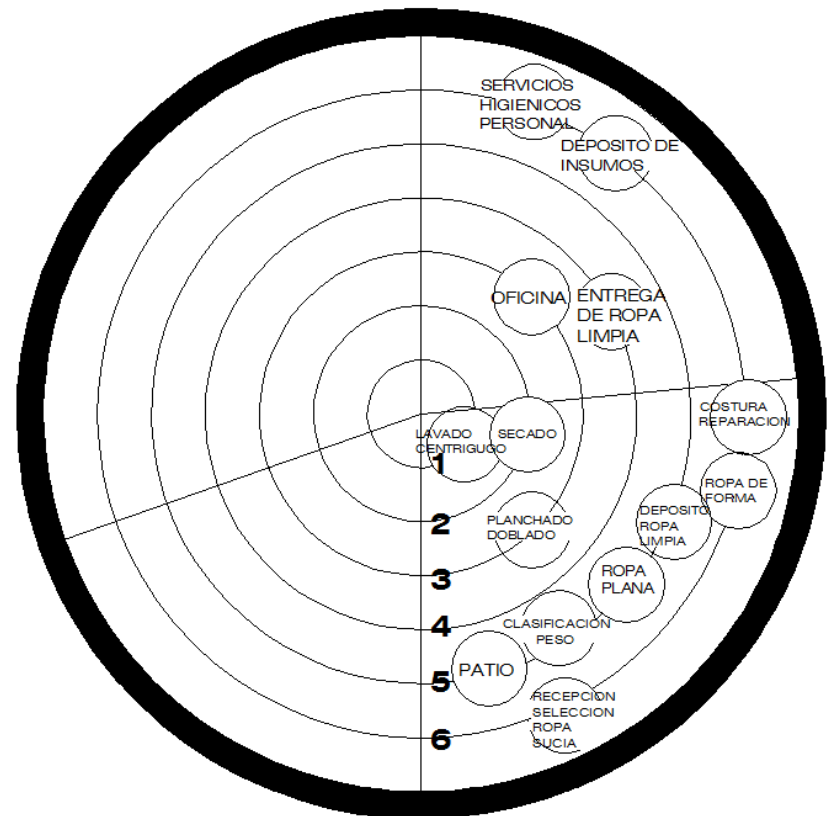 SERVICIOS
HIGIENICOS
PERSONAL
DEPOSITO DE
INSUMOS
OFICINA
ENTREGA
DE ROPA
LIMPIA
COSTURA
REPARACION
LAVADO
CENTRIGUGO
SECADO
1
ROPA DE
FORMA
DEPOSITO
ROPA
LIMPIA
PLANCHADO
DOBLADO
2
3
ROPA
PLANA
4
CLASIFICACIÓN
PESO
PATIO
5
RECEPCION
SELECCION
ROPA
SUCIA
6